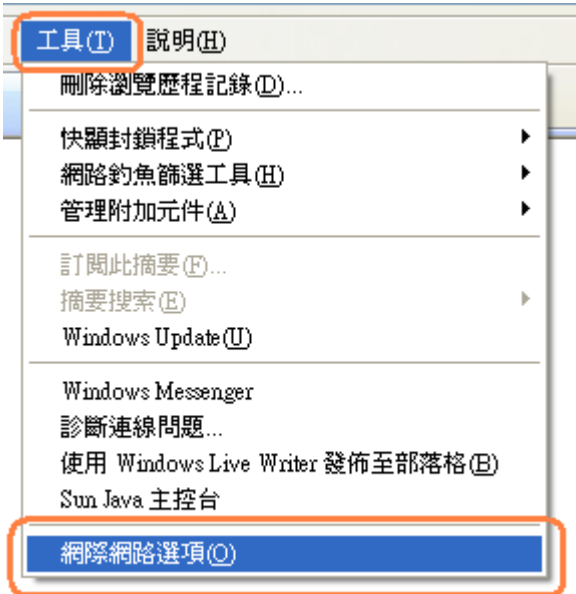 工具(T) 說明(H)
刪除瀏覽歷程記錄(D)...
快顯封鎖程式(P)
網路釣魚篩選工具(H)
管理附加元件(A)
訂閱此摘要(F)...
摘要搜索(E)
Windows Update(U)
Windows Messenger
診斷連線問題...
使用 Windows Live Writer 發佈至部落格(B)
Sun Java 主控台
網際網路選項(O)